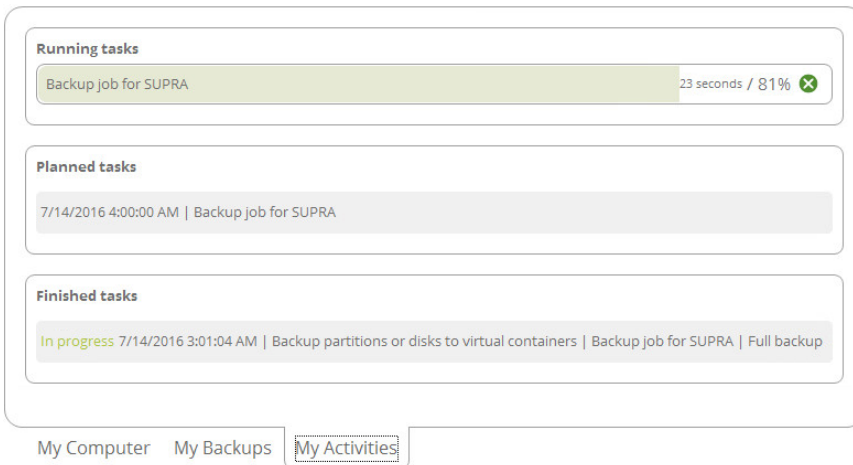 Running tasks
Backup job for SUPRA 23 seconds / 81%
Planned tasks
7/14/2016 4:00:00 AM | Backup job for SUPRA
Finished tasks
In progress 7/14/2016 3:01:04 AM | Backup partitions or disks to virtual containers | Backup job for SUPRA | Full backup
My Computer My Backups My Activities